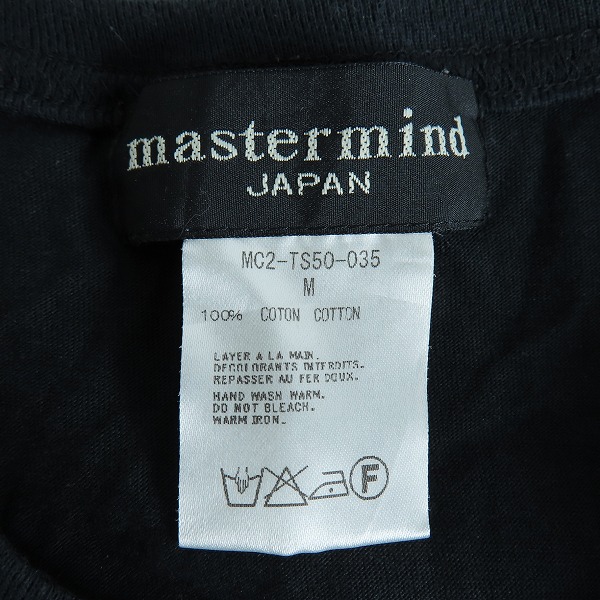 mastermind
JAPAN
MC2-TS50-035
M
100% COTON COTTON
LAVER A LA MAIN.
DECOLORANTS INTERDITS.
REPASSER AU FER DOUX.
HAND WASH WARM.
DO NOT BLEACH.
WARM IRON.
F